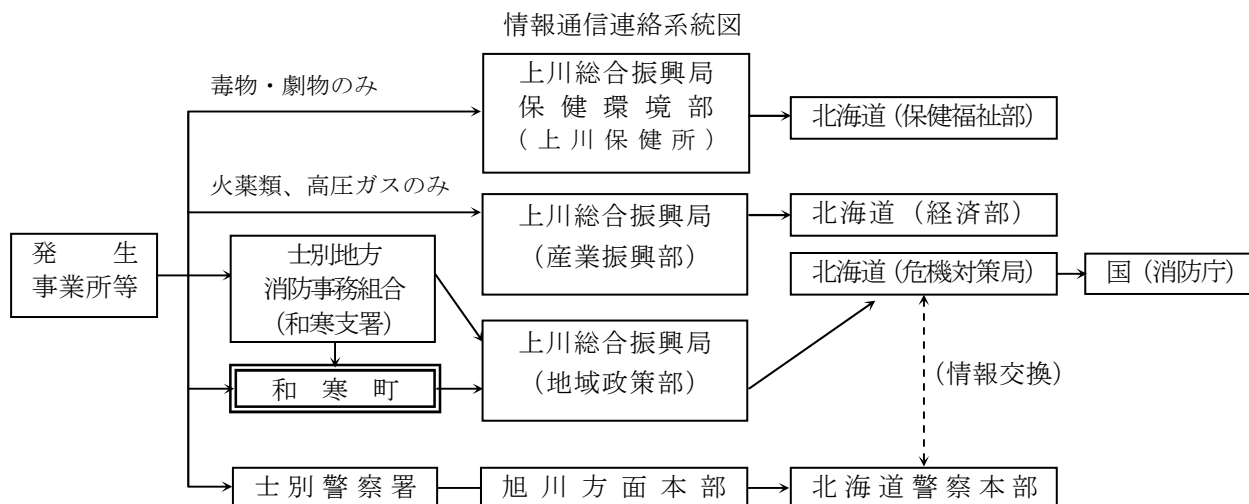 情報通信連絡系統図
毒物・劇物のみ
上川総合振興局
保健環境部
(上川保健所)
北海道(保健福祉部)
火薬類、高圧ガスのみ
上川総合振興局
(産業振興部)
北海道(経済部)
発生
事業所等
士別地方
消防事務組合
(和寒支署)
北海道(危機対策局)
国(消防庁)
上川総合振興局
(地域政策部)
和寒町
(情報交換)
士別警察署
旭川方面本部
北海道警察本部